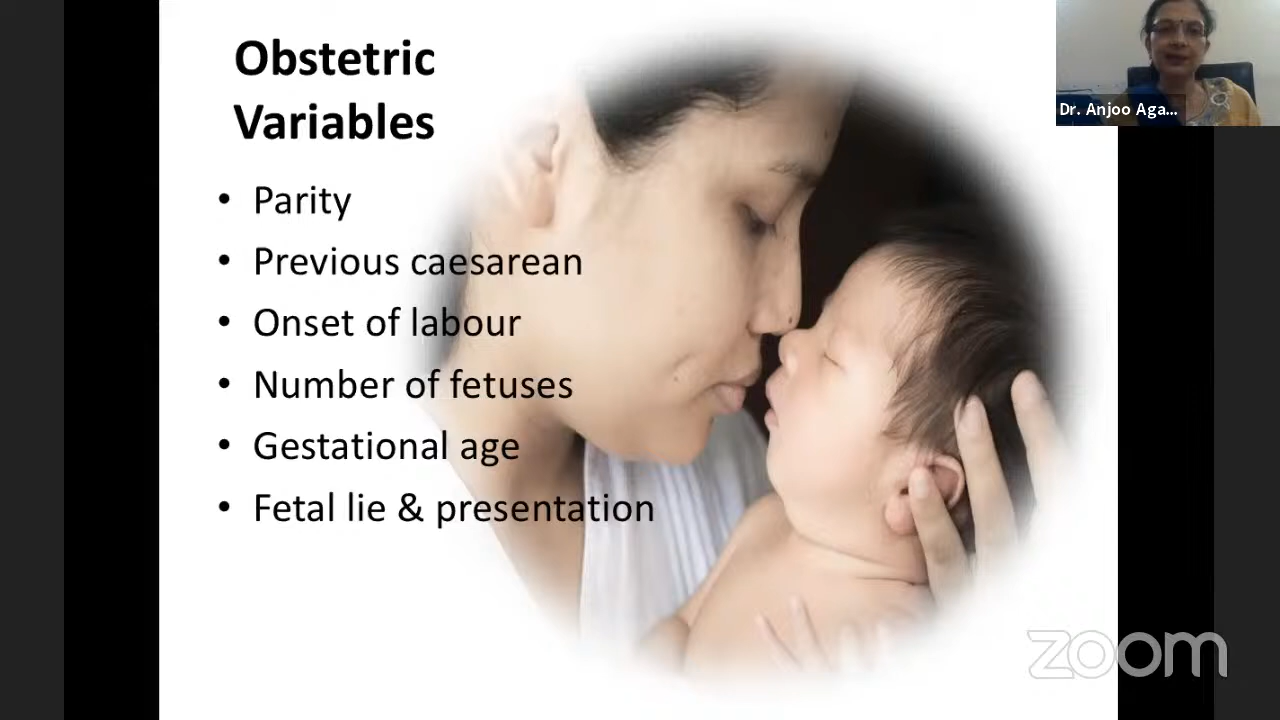 Obstetric
Variables
• Parity
• Previous caesarean
• Onset of labour
• Number of fetuses
• Gestational age
• Fetal lie & presentation
Dr. Anjoo Aga...
zoom